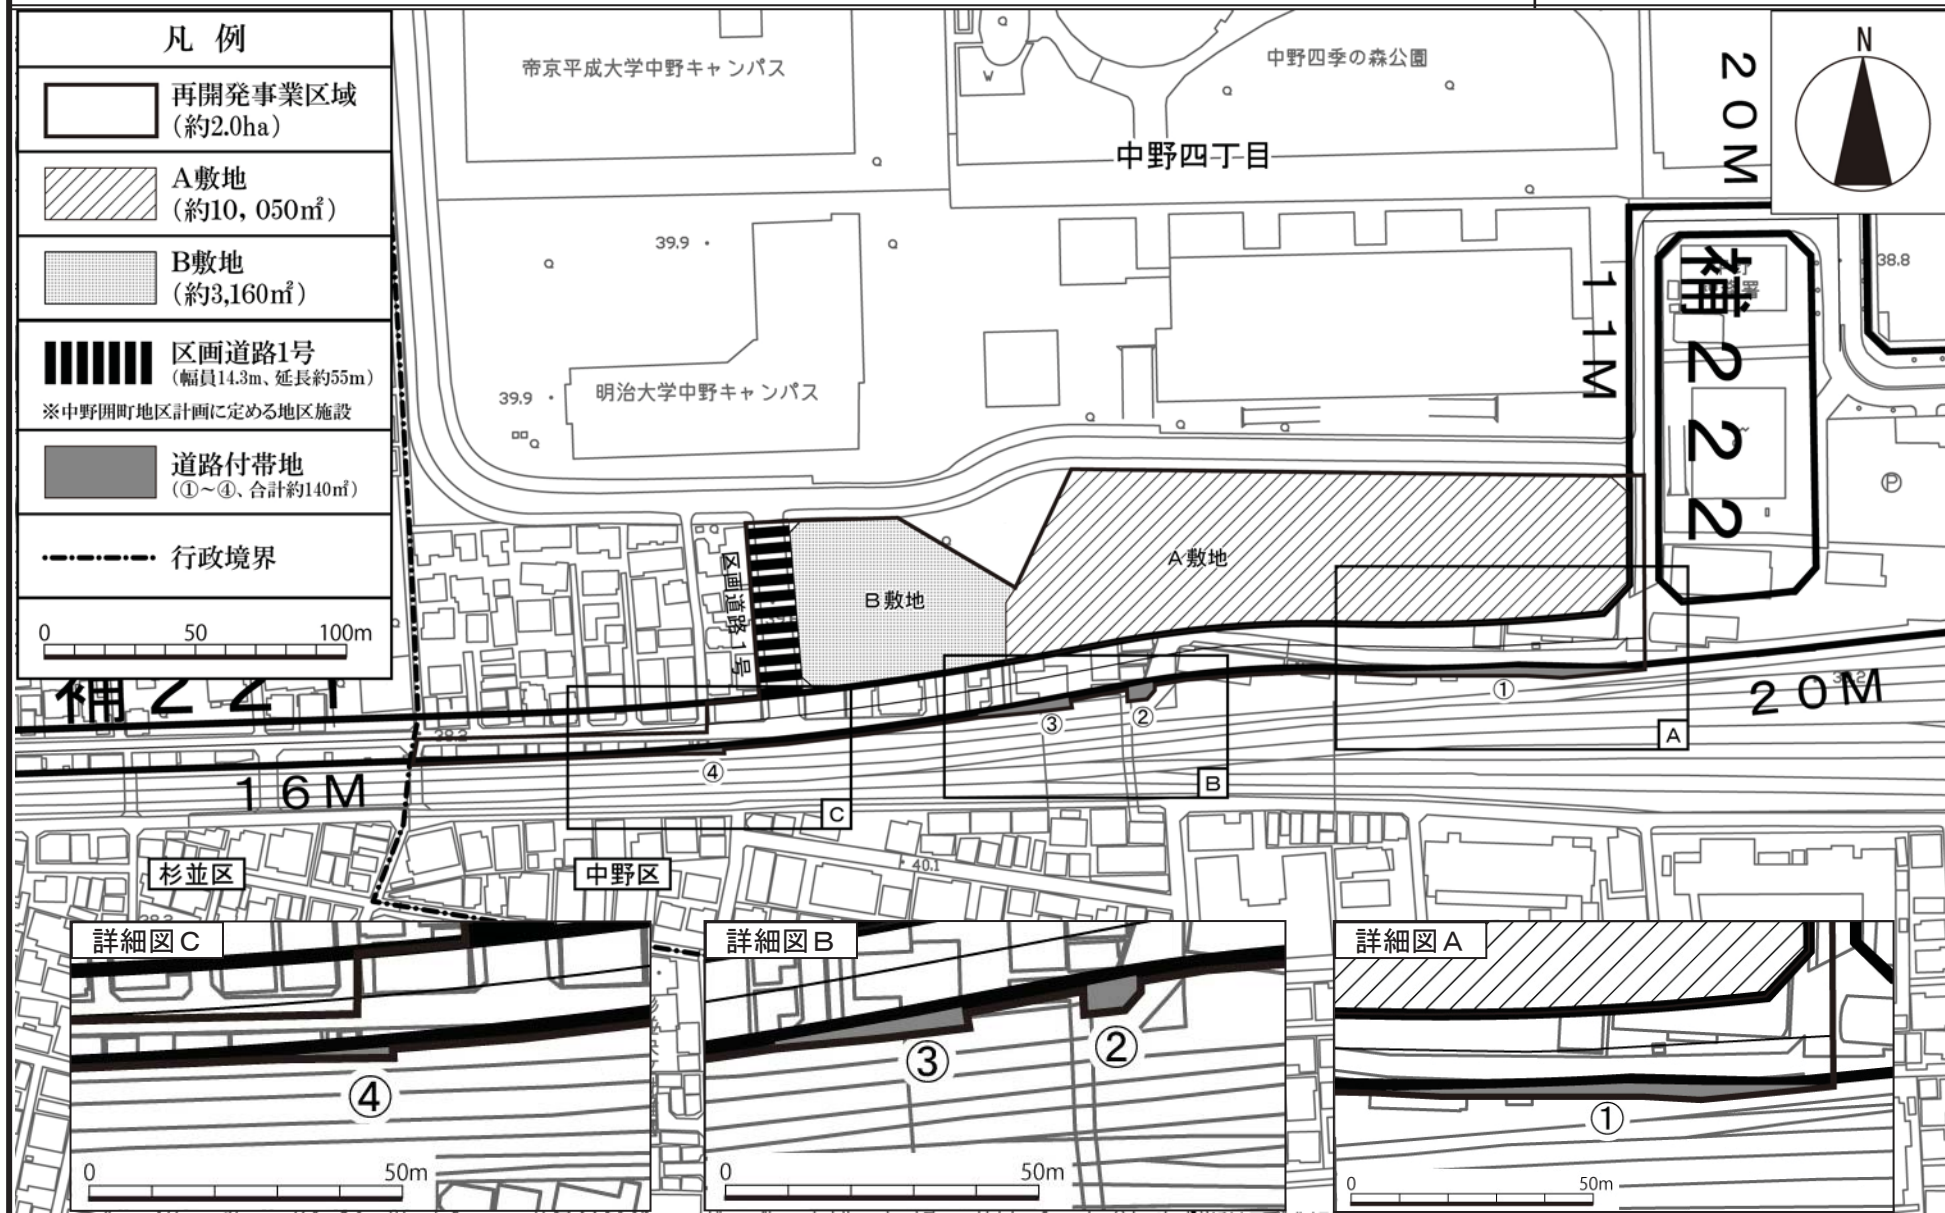 凡 例
再開発事業区域
(約2.0ha)
A敷地
(約10, 050㎡)
B敷地
(約3,160㎡)
区画道路1号
(幅員14.3m、延長約55m)
※中野囲町地区計画に定める地区施設
道路付帯地
(①~④、合計約140㎡)
行政境界
0 50 100m
帝京平成大学中野キャンパス
中野四季の森公園
中野四丁目
20M
N
W
39.9
38.8
11M
補222
39.9
明治大学中野キャンパス
P
A敷地
B敷地
区画道路1号
補221
39.2
20M
16M
①
②
③
④
A
B
C
40.1
杉並区
中野区
詳細図C
④
0 50m
詳細図B
③
②
0 50m
詳細図A
①
0 50m